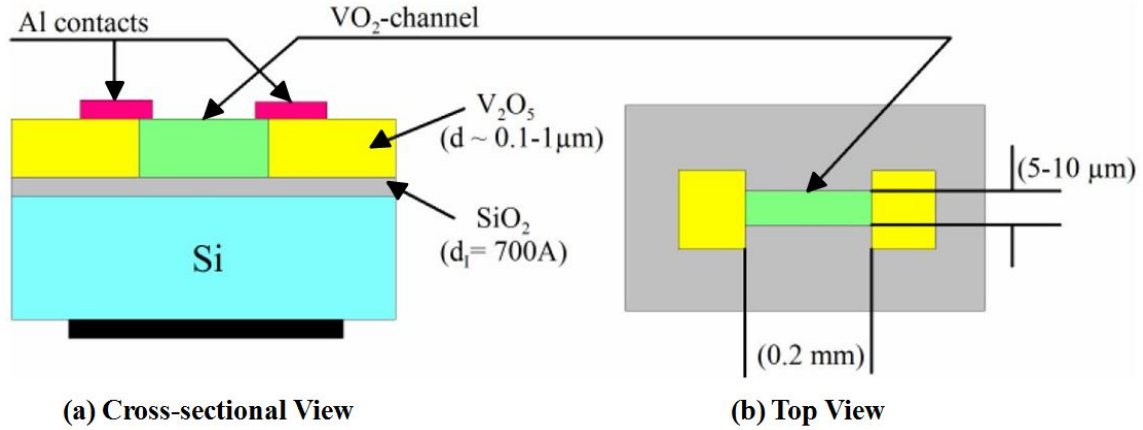 Al contacts
VO₂-channel
V₂O₅
(d ~ 0.1-1μm)
SiO₂
(dI= 700A)
Si
(5-10 μm)
(0.2 mm)
(a) Cross-sectional View
(b) Top View